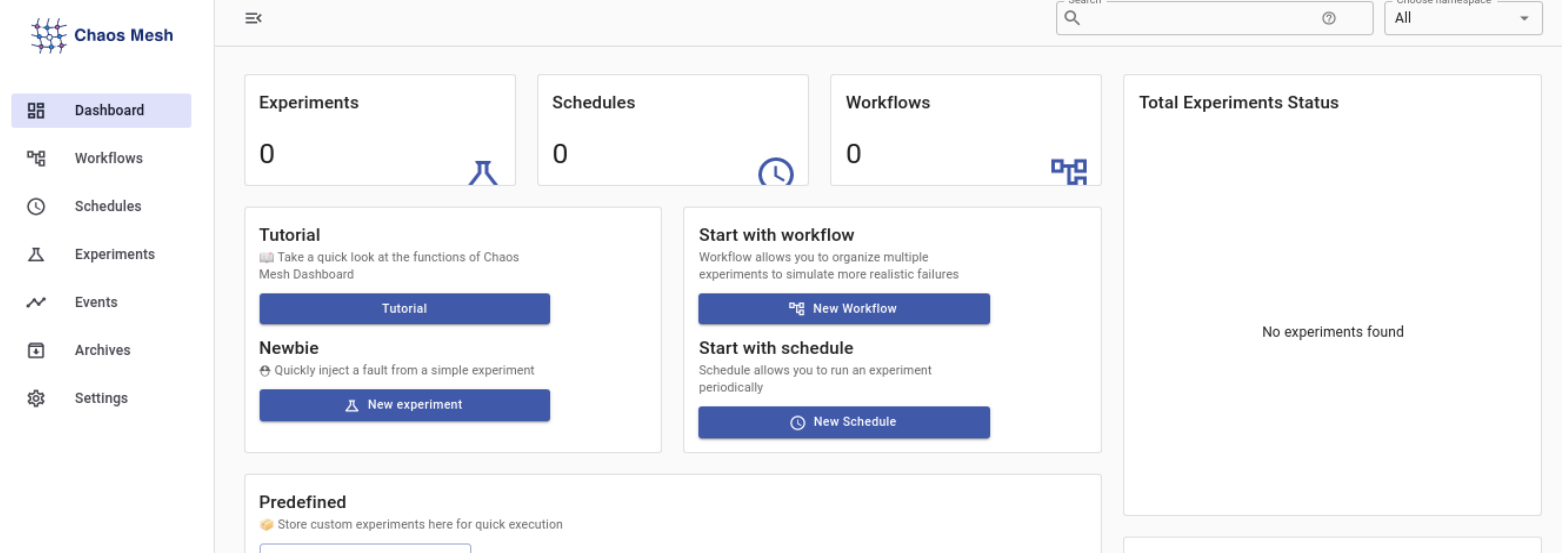 Chaos Mesh
Dashboard
Workflows
Schedules
Experiments
Events
Archives
Settings
Search
Choose namespace
All
Experiments
0
Schedules
0
Workflows
0
Total Experiments Status
No experiments found
Tutorial
Take a quick look at the functions of Chaos
Mesh Dashboard
Tutorial
Newbie
Quickly inject a fault from a simple experiment
New experiment
Start with workflow
Workflow allows you to organize multiple
experiments to simulate more realistic failures
New Workflow
Start with schedule
Schedule allows you to run an experiment
periodically
New Schedule
Predefined
Store custom experiments here for quick execution